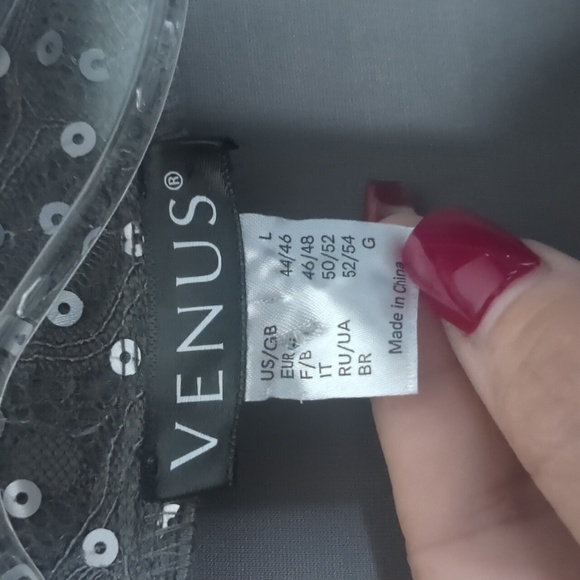 VENUS®
US/GB L
EUR 44/46
F/B 46/48
IT 50/52
RU/UA 52/54
BR G
Made in China